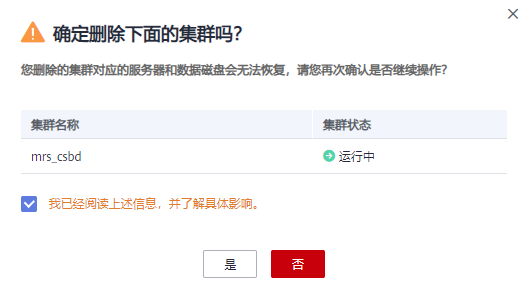 确定删除下面的集群吗？
您删除的集群对应的服务器和数据磁盘会无法恢复，请您再次确认是否继续操作？
集群名称 集群状态
mrs_csbd 运行中
我已经阅读上述信息，并了解具体影响。
是 否